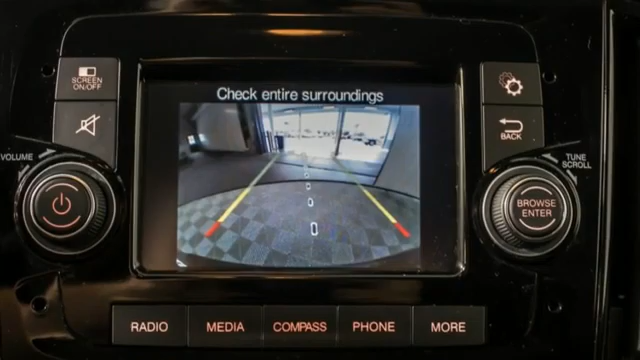 Check entire surroundings
SCREEN
ON/OFF
BACK
VOLUME
TUNE
SCROLL
BROWSE
ENTER
RADIO
MEDIA
COMPASS
PHONE
MORE